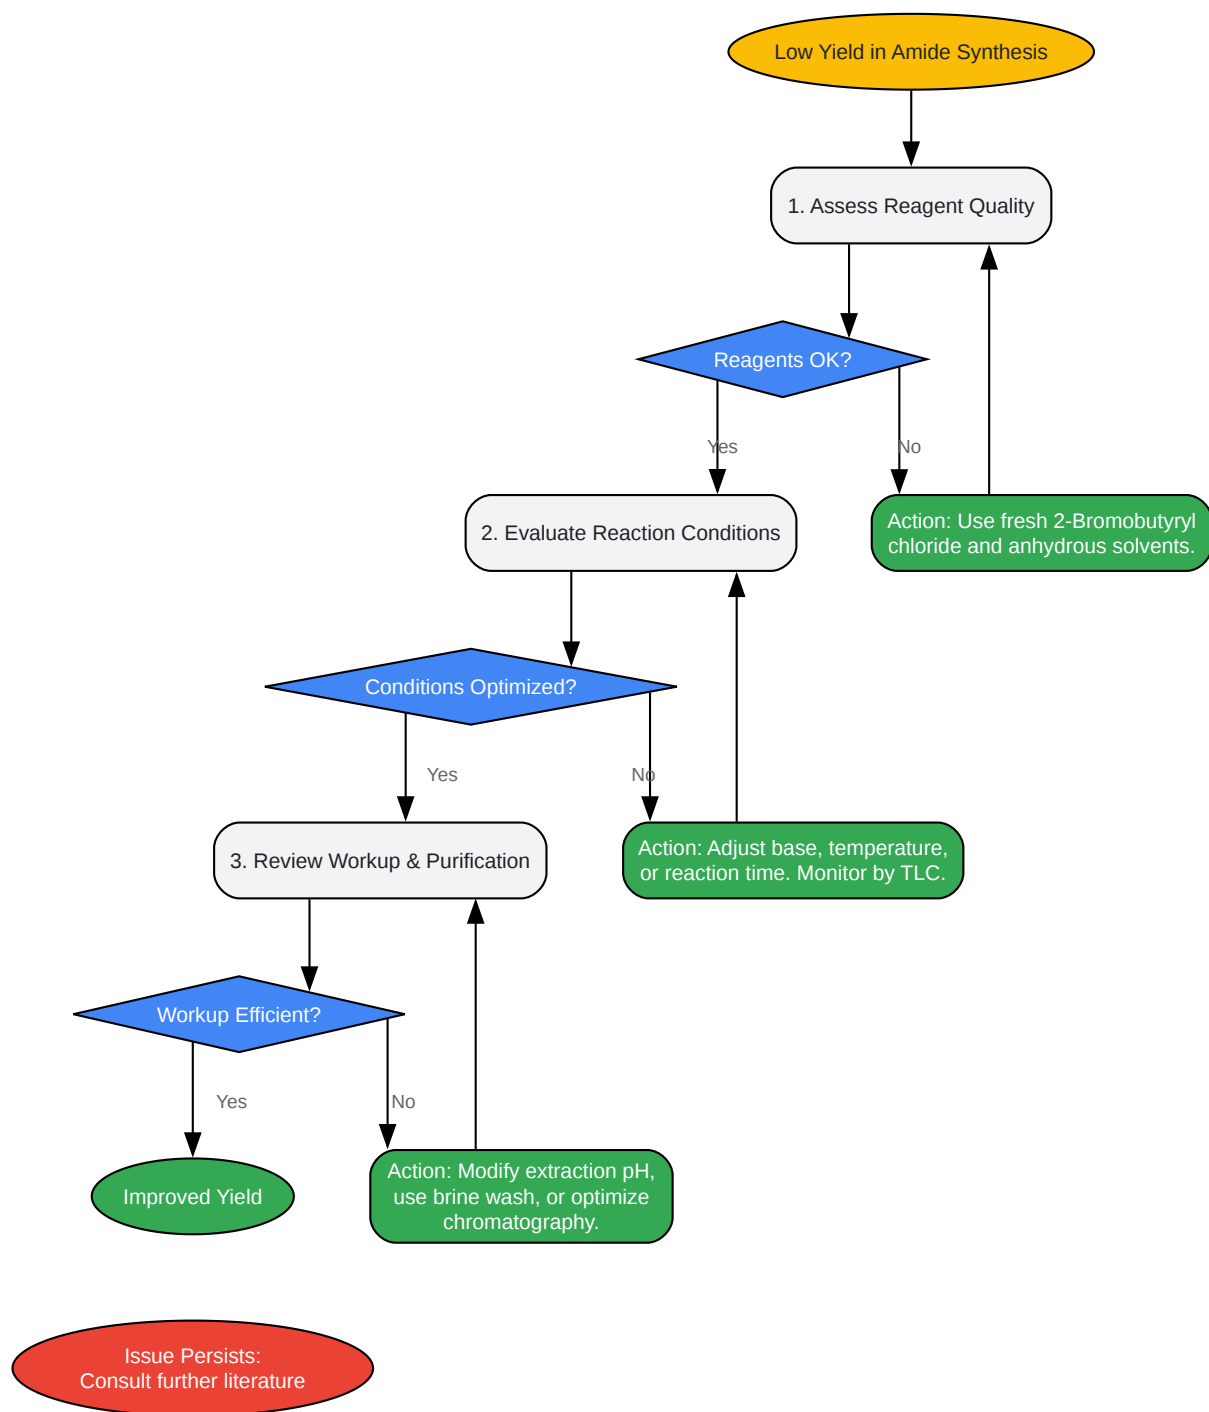 Low Yield in Amide Synthesis
1. Assess Reagent Quality
Reagents OK?
Yes
No
2. Evaluate Reaction Conditions
Action: Use fresh 2-Bromobutyryl
chloride and anhydrous solvents.
Conditions Optimized?
Yes
No
3. Review Workup & Purification
Action: Adjust base, temperature,
or reaction time. Monitor by TLC.
Workup Efficient?
Yes
No
Improved Yield
Action: Modify extraction pH,
use brine wash, or optimize
chromatography.
Issue Persists:
Consult further literature